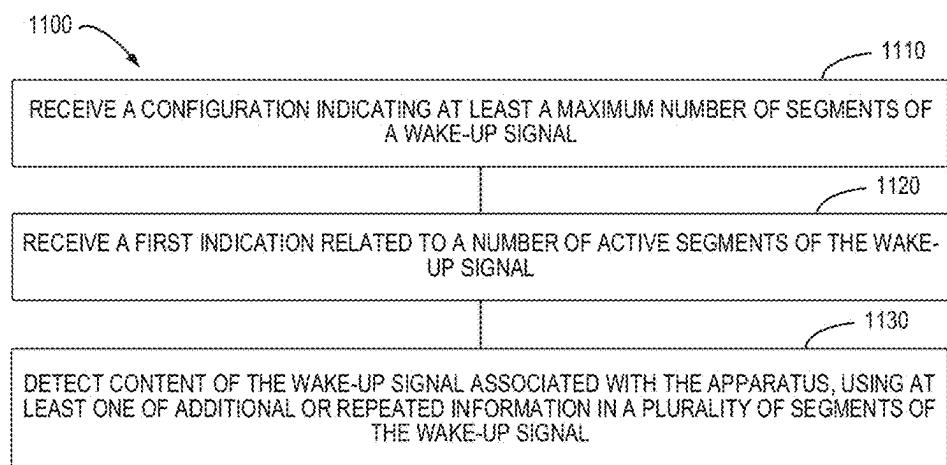 1100
1110
RECEIVE A CONFIGURATION INDICATING AT LEAST A MAXIMUM NUMBER OF SEGMENTS OF
A WAKE-UP SIGNAL
1120
RECEIVE A FIRST INDICATION RELATED TO A NUMBER OF ACTIVE SEGMENTS OF THE WAKE-
UP SIGNAL
1130
DETECT CONTENT OF THE WAKE-UP SIGNAL ASSOCIATED WITH THE APPARATUS, USING AT
LEAST ONE OF ADDITIONAL OR REPEATED INFORMATION IN A PLURALITY OF SEGMENTS OF
THE WAKE-UP SIGNAL